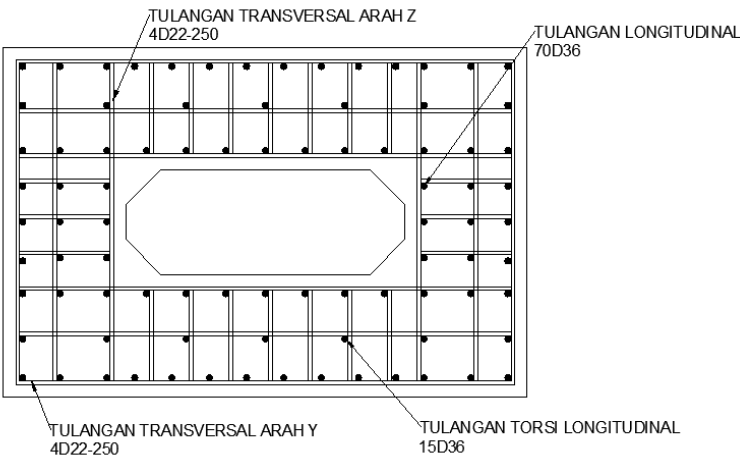 TULANGAN TRANSVERSAL ARAH Z
4D22-250
TULANGAN LONGITUDINAL
70D36
TULANGAN TRANSVERSAL ARAH Y
4D22-250
TULANGAN TORSI LONGITUDINAL
15D36